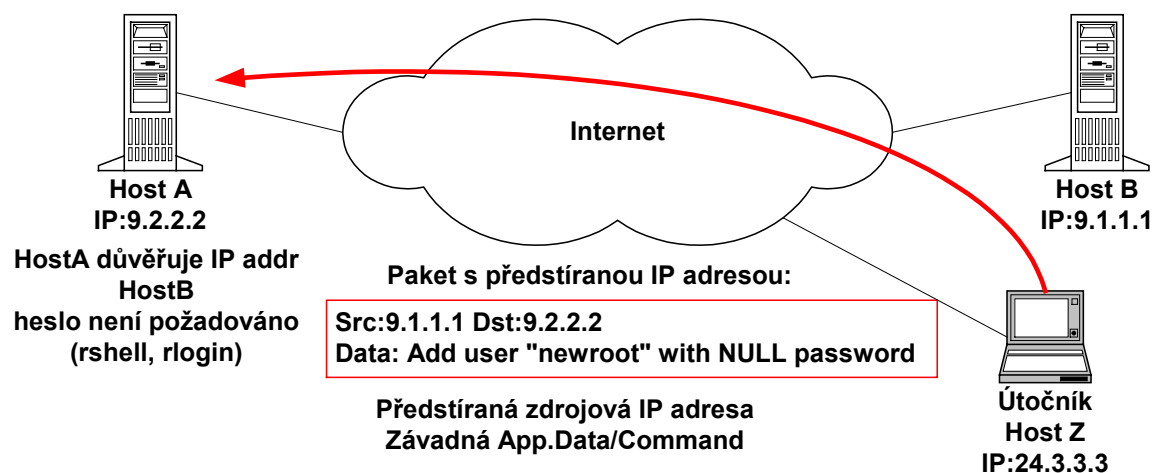 Internet
Host A
IP:9.2.2.2
HostA důvěřuje IP addr
HostB
heslo není požadováno
(rshell, rlogin)
Host B
IP:9.1.1.1
Paket s předstíranou IP adresou:
Src:9.1.1.1 Dst:9.2.2.2
Data: Add user "newroot" with NULL password
Předstíraná zdrojová IP adresa
Závadná App.Data/Command
Útočník
Host Z
IP:24.3.3.3